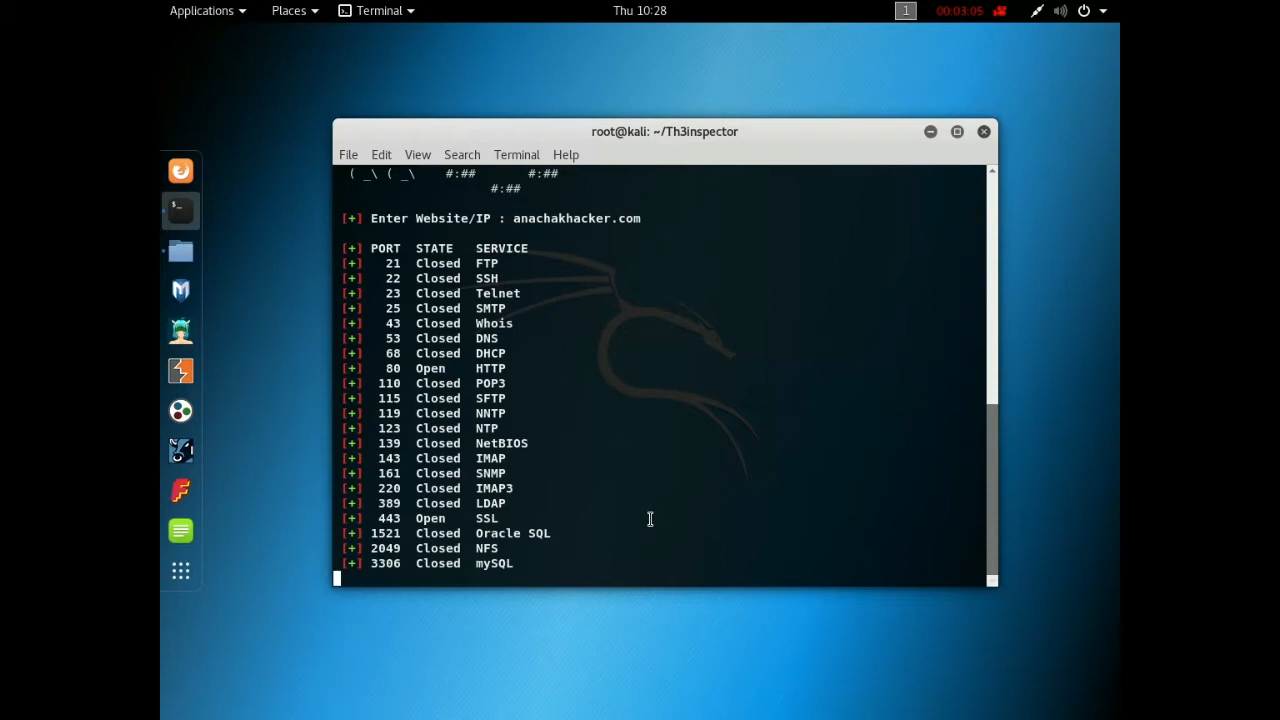 Applications Places Terminal Thu 10:28 1 00:03:05
root@kali: ~/Th3inspector
File Edit View Search Terminal Help
( _\ ( _\ #:## #:##
#:##
[+] Enter Website/IP : anachakhacker.com
[+] PORT STATE SERVICE
[+] 21 Closed FTP
[+] 22 Closed SSH
[+] 23 Closed Telnet
[+] 25 Closed SMTP
[+] 43 Closed Whois
[+] 53 Closed DNS
[+] 68 Closed DHCP
[+] 80 Open HTTP
[+] 110 Closed POP3
[+] 115 Closed SFTP
[+] 119 Closed NNTP
[+] 123 Closed NTP
[+] 139 Closed NetBIOS
[+] 143 Closed IMAP
[+] 161 Closed SNMP
[+] 220 Closed IMAP3
[+] 389 Closed LDAP
[+] 443 Open SSL
[+] 1521 Closed Oracle SQL
[+] 2049 Closed NFS
[+] 3306 Closed mySQL